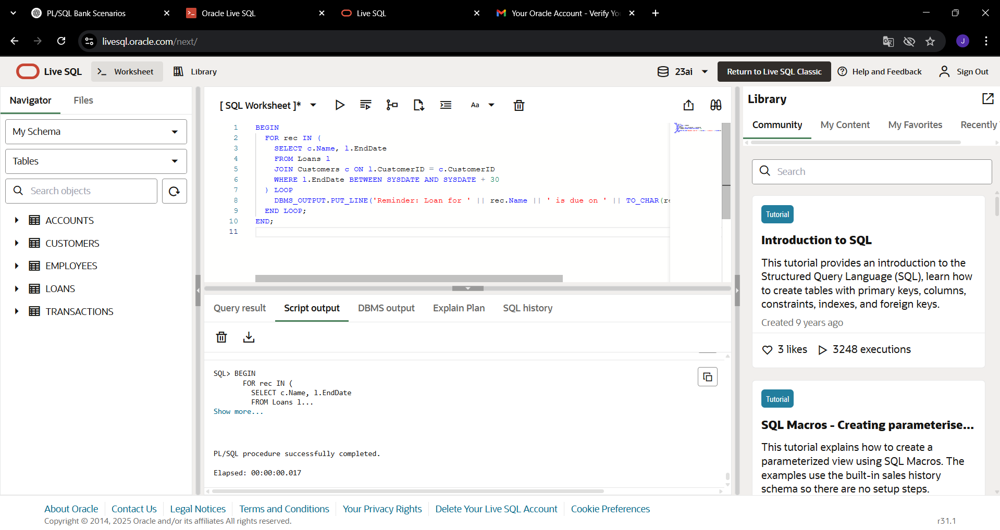 PL/SQL Bank Scenarios
Oracle Live SQL
Live SQL
Your Oracle Account - Verify Yo
livesql.oracle.com/next/
J
Live SQL
Worksheet
Library
23ai
Return to Live SQL Classic
Help and Feedback
Sign Out
Navigator
Files
My Schema
Tables
Search objects
ACCOUNTS
CUSTOMERS
EMPLOYEES
LOANS
TRANSACTIONS
[ SQL Worksheet ]*
Aa
1 BEGIN
2 FOR rec IN (
3 SELECT c.Name, l.EndDate
4 FROM Loans l
5 JOIN Customers c ON l.CustomerID = c.CustomerID
6 WHERE l.EndDate BETWEEN SYSDATE AND SYSDATE + 30
7 ) LOOP
8 DBMS_OUTPUT.PUT_LINE('Reminder: Loan for ' || rec.Name || ' is due on ' || TO_CHAR(re
9 END LOOP;
10 END;
11
Query result
Script output
DBMS output
Explain Plan
SQL history
SQL> BEGIN
FOR rec IN (
SELECT c.Name, l.EndDate
FROM Loans l...
Show more...
PL/SQL procedure successfully completed.
Elapsed: 00:00:00.017
Library
Community
My Content
My Favorites
Recently
Search
Tutorial
Introduction to SQL
This tutorial provides an introduction to the
Structured Query Language (SQL), learn how
to create tables with primary keys, columns,
constraints, indexes, and foreign keys.
Created 9 years ago
3 likes
3248 executions
Tutorial
SQL Macros - Creating parameterise...
This tutorial explains how to create a
parameterized view using SQL Macros. The
examples use the built-in sales history
schema so there are no setup steps.
About Oracle
Contact Us
Legal Notices
Terms and Conditions
Your Privacy Rights
Delete Your Live SQL Account
Cookie Preferences
Copyright © 2014, 2025 Oracle and/or its affiliates All rights reserved.
r31.1